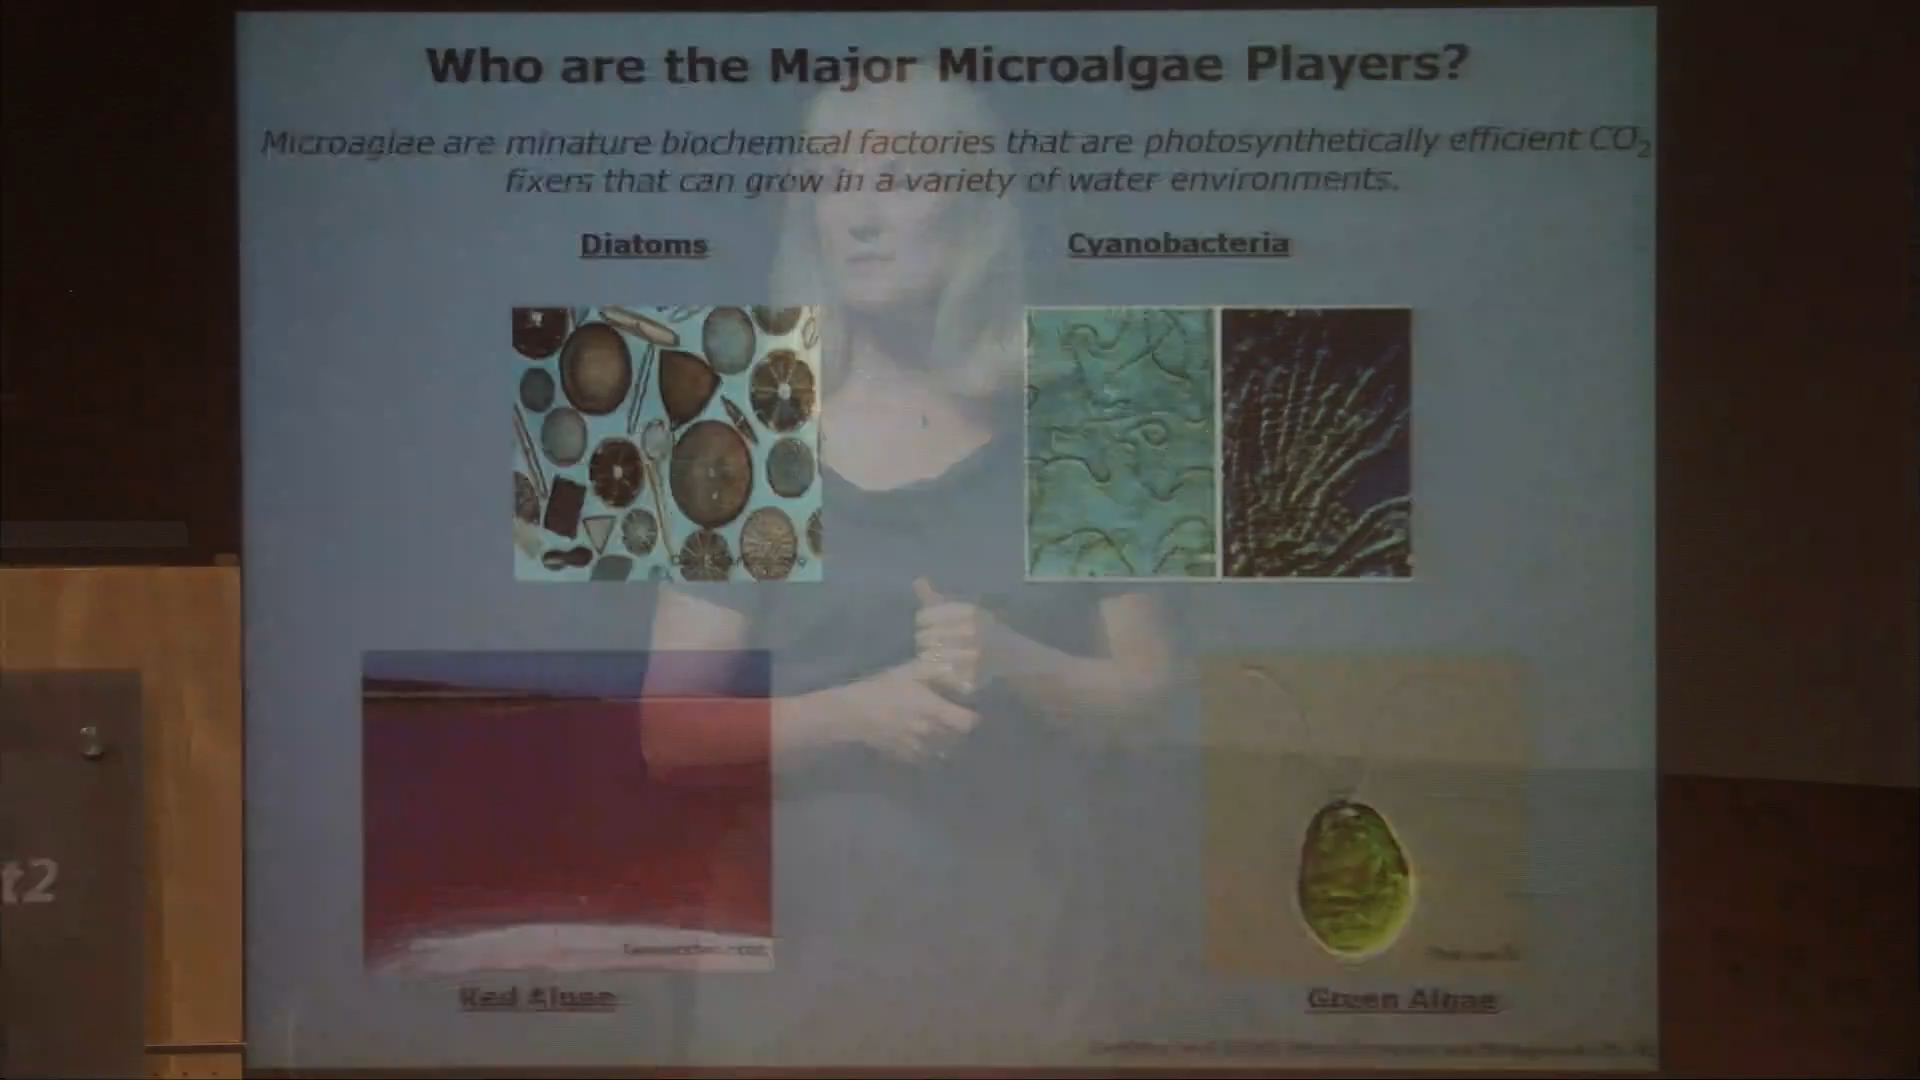 Who are the Major Microalgae Players?
Microaglae are minature biochemical factories that are photosynthetically efficient CO₂
fixers that can grow in a variety of water environments.
Diatoms
Cyanobacteria
t2
Red Algae
Green Algae